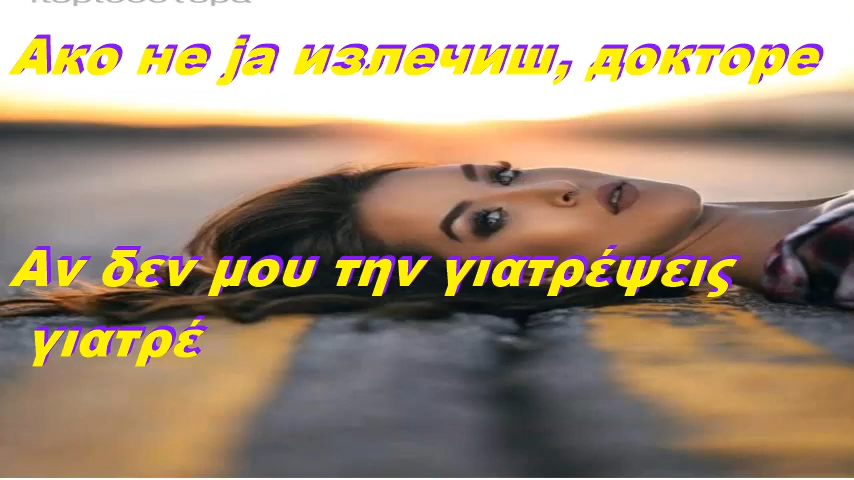 Ако не ја излечиш, докторе
Αν δεν μου την γιατρέψεις
γιατρέ